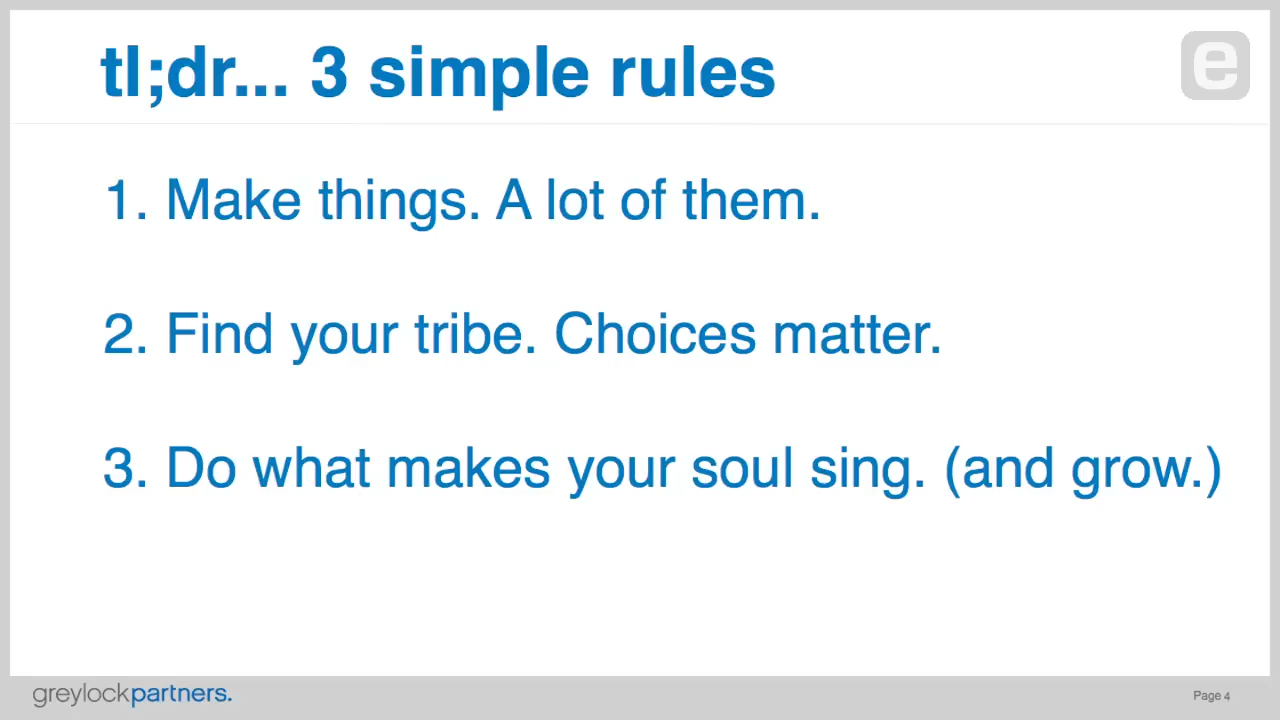 tl;dr... 3 simple rules
e
1. Make things. A lot of them.
2. Find your tribe. Choices matter.
3. Do what makes your soul sing. (and grow.)
greylockpartners.
Page 4